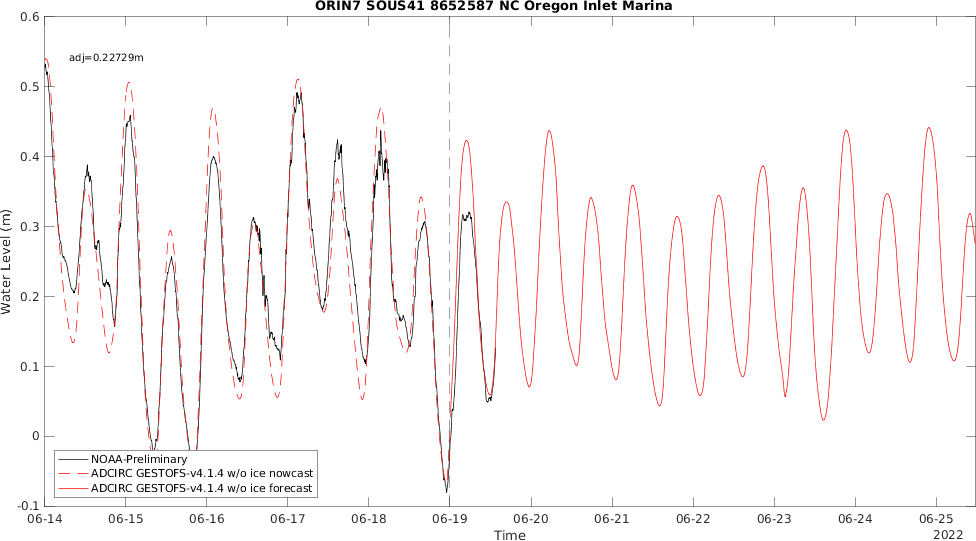 ORIN7 SOUS41 8652587 NC Oregon Inlet Marina
adj=0.22729m
0.6
0.5
0.4
0.3
0.2
0.1
0
-0.1
Water Level (m)
NOAA-Preliminary
ADCIRC GESTOFS-v4.1.4 w/o ice nowcast
ADCIRC GESTOFS-v4.1.4 w/o ice forecast
06-14 06-15 06-16 06-17 06-18 06-19 06-20 06-21 06-22 06-23 06-24 06-25
Time
2022